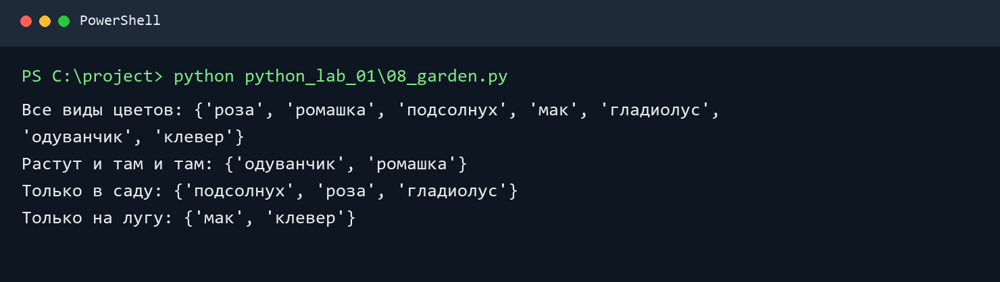 PowerShell
PS C:\project> python python_lab_01\08_garden.py
Все виды цветов: {'роза', 'ромашка', 'подсолнух', 'мак', 'гладиолус',
'одуванчик', 'клевер'}
Растут и там и там: {'одуванчик', 'ромашка'}
Только в саду: {'подсолнух', 'роза', 'гладиолус'}
Только на лугу: {'мак', 'клевер'}